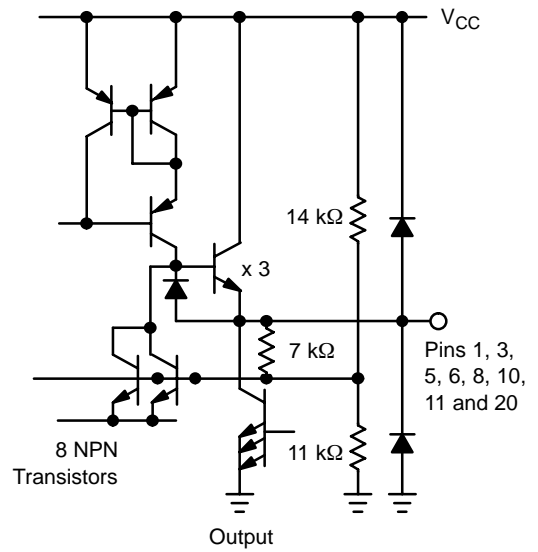 V_CC
14 kΩ
x 3
7 kΩ
Pins 1, 3,
5, 6, 8, 10,
11 and 20
8 NPN
Transistors
11 kΩ
Output